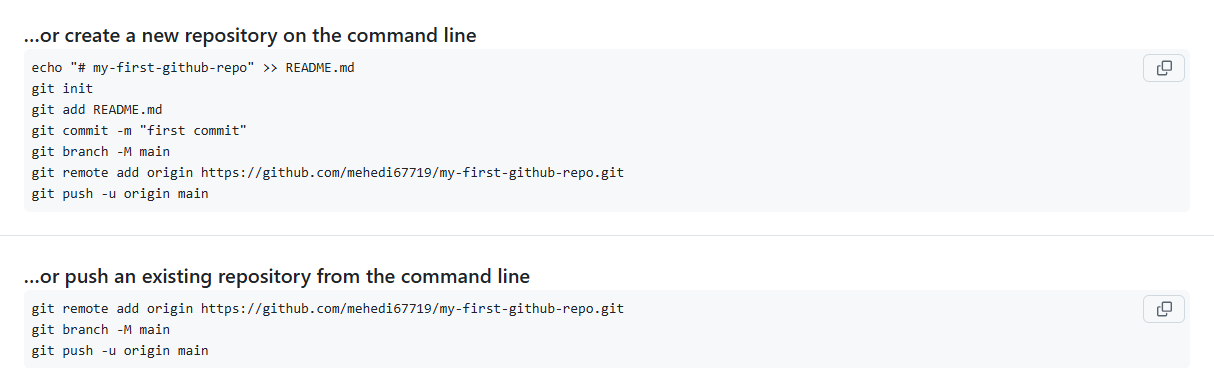 ...or create a new repository on the command line
echo "# my-first-github-repo" >> README.md
git init
git add README.md
git commit -m "first commit"
git branch -M main
git remote add origin https://github.com/mehedi67719/my-first-github-repo.git
git push -u origin main
...or push an existing repository from the command line
git remote add origin https://github.com/mehedi67719/my-first-github-repo.git
git branch -M main
git push -u origin main